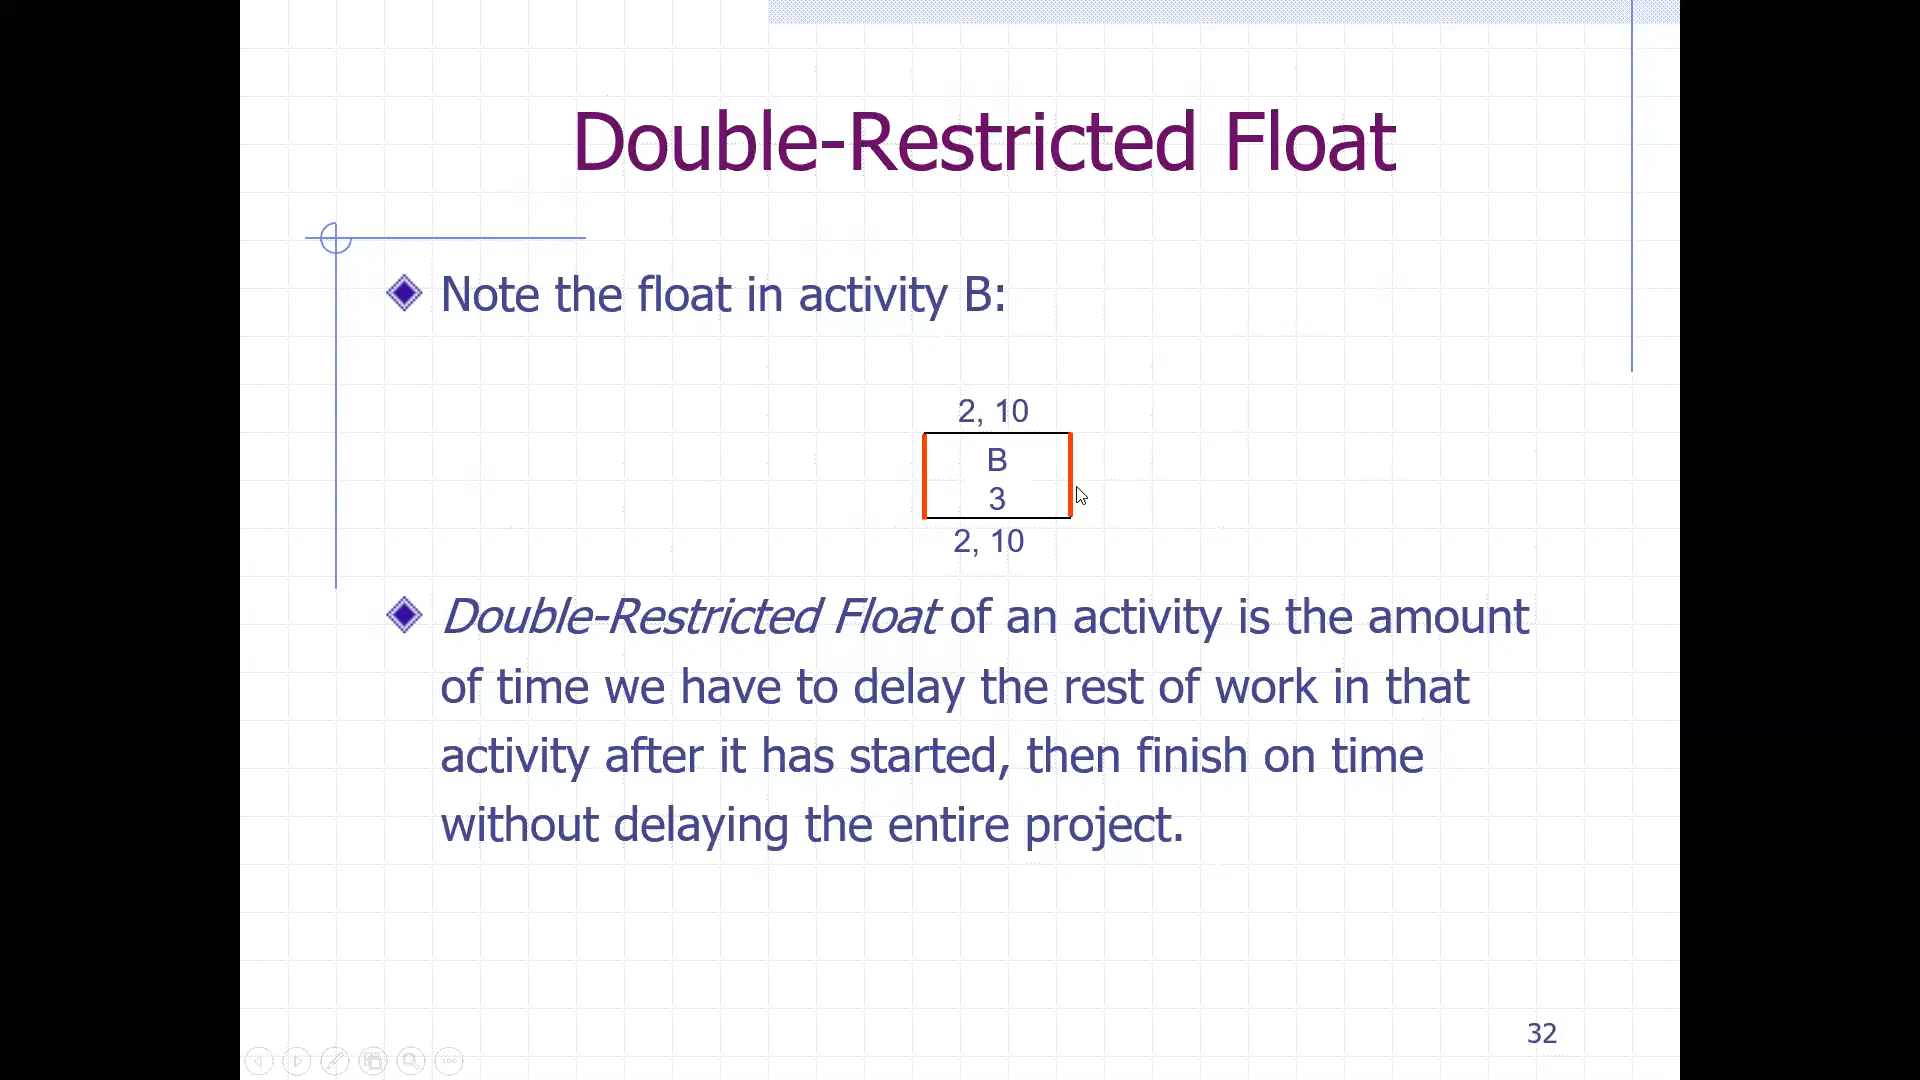 Double-Restricted Float
Note the float in activity B:
2, 10
B
3
2, 10
Double-Restricted Float of an activity is the amount
of time we have to delay the rest of work in that
activity after it has started, then finish on time
without delaying the entire project.
32